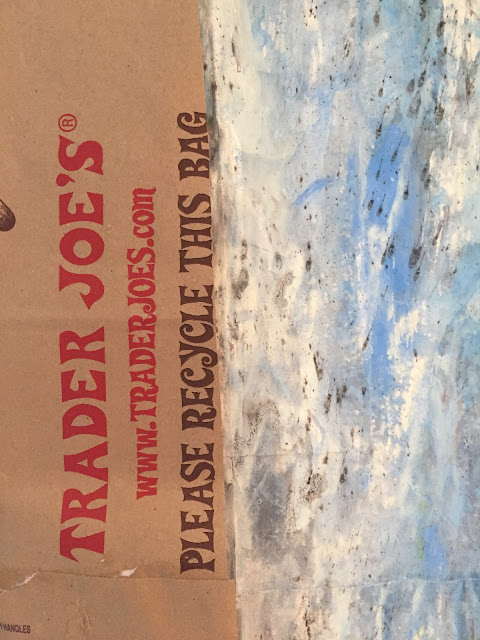 TRADER JOE'S®
www.TRADERJOES.com
PLEASE RECYCLE THIS BAG
HANDLES